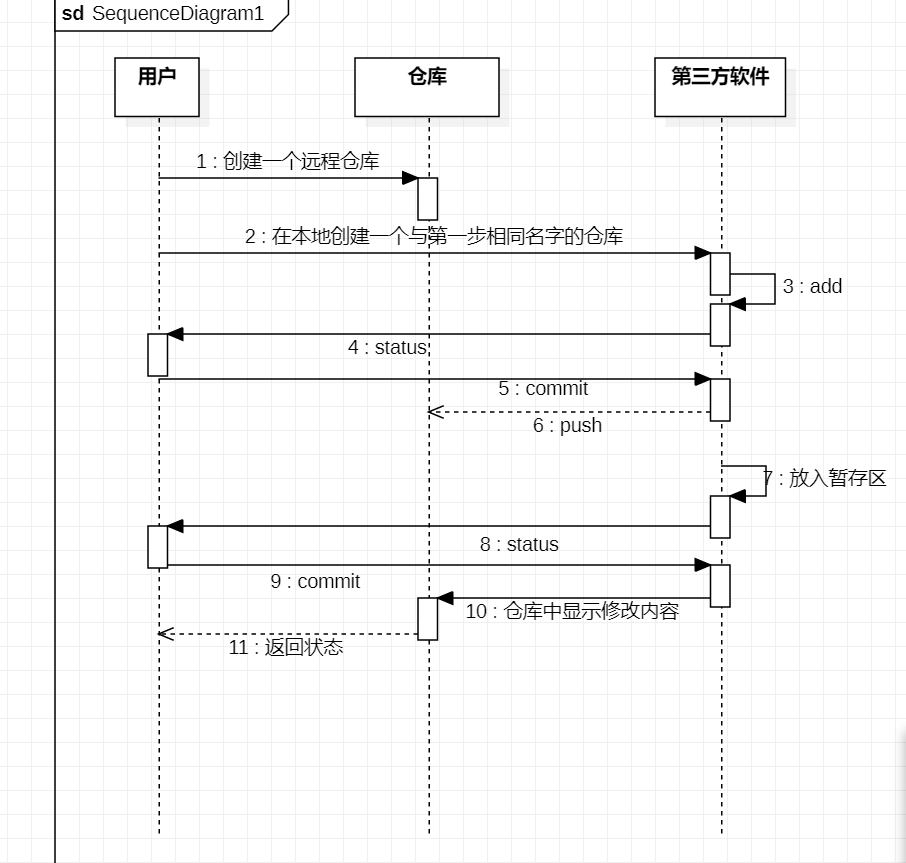 sd SequenceDiagram1
用户
仓库
第三方软件
1 : 创建一个远程仓库
2 : 在本地创建一个与第一步相同名字的仓库
3 : add
4 : status
5 : commit
6 : push
7 : 放入暂存区
8 : status
9 : commit
10 : 仓库中显示修改内容
11 : 返回状态